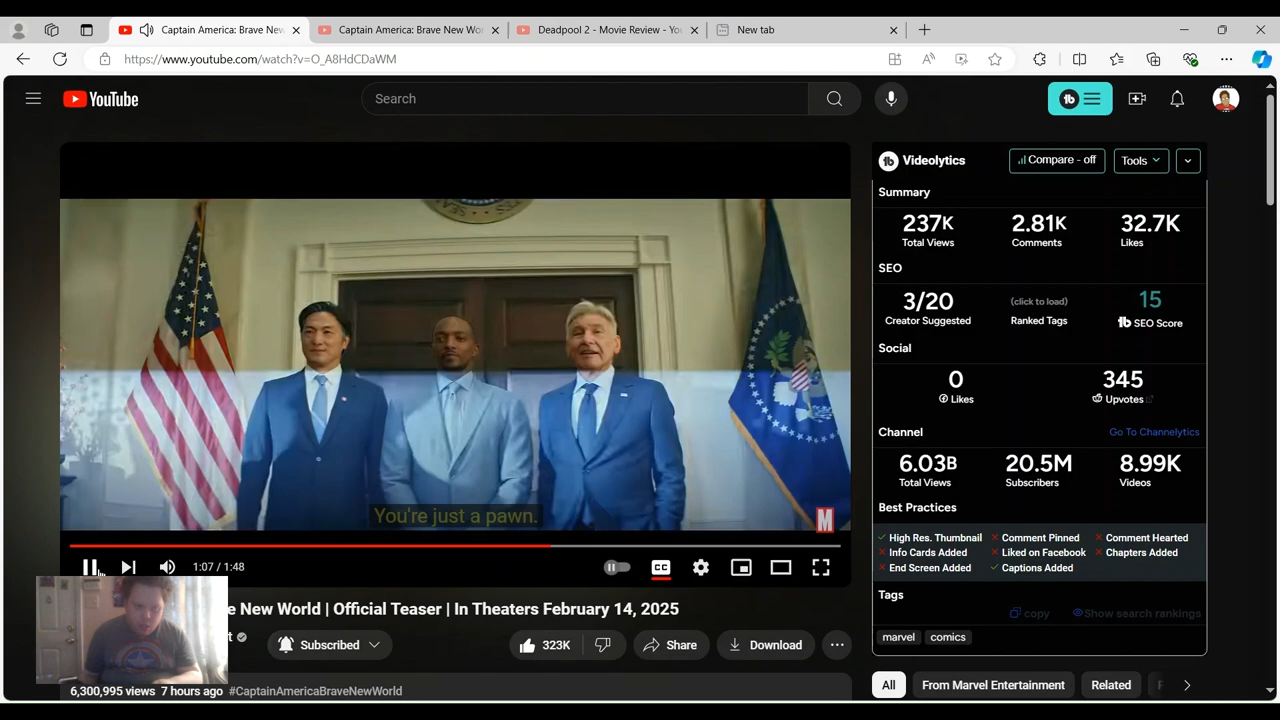 Captain America: Brave New
Captain America: Brave New Wo
Deadpool 2 - Movie Review - Yo
New tab
https://www.youtube.com/watch?v=O_A8HdCDaWM
YouTube
Search
tb
You're just a pawn.
M
1:07 / 1:48
CC
e New World | Official Teaser | In Theaters February 14, 2025
t
Subscribed
323K
Share
Download
6,300,995 views 7 hours ago #CaptainAmericaBraveNewWorld
tb Videolytics
Compare - off
Tools
Summary
237K
2.81K
32.7K
Total Views
Comments
Likes
SEO
3/20
(click to load)
15
Creator Suggested
Ranked Tags
tb SEO Score
Social
0
345
Likes
Upvotes
Channel
Go To Channelytics
6.03B
20.5M
8.99K
Total Views
Subscribers
Videos
Best Practices
High Res. Thumbnail
Comment Pinned
Comment Hearted
Info Cards Added
Liked on Facebook
Chapters Added
End Screen Added
Captions Added
Tags
copy
Show search rankings
marvel
comics
All
From Marvel Entertainment
Related
F